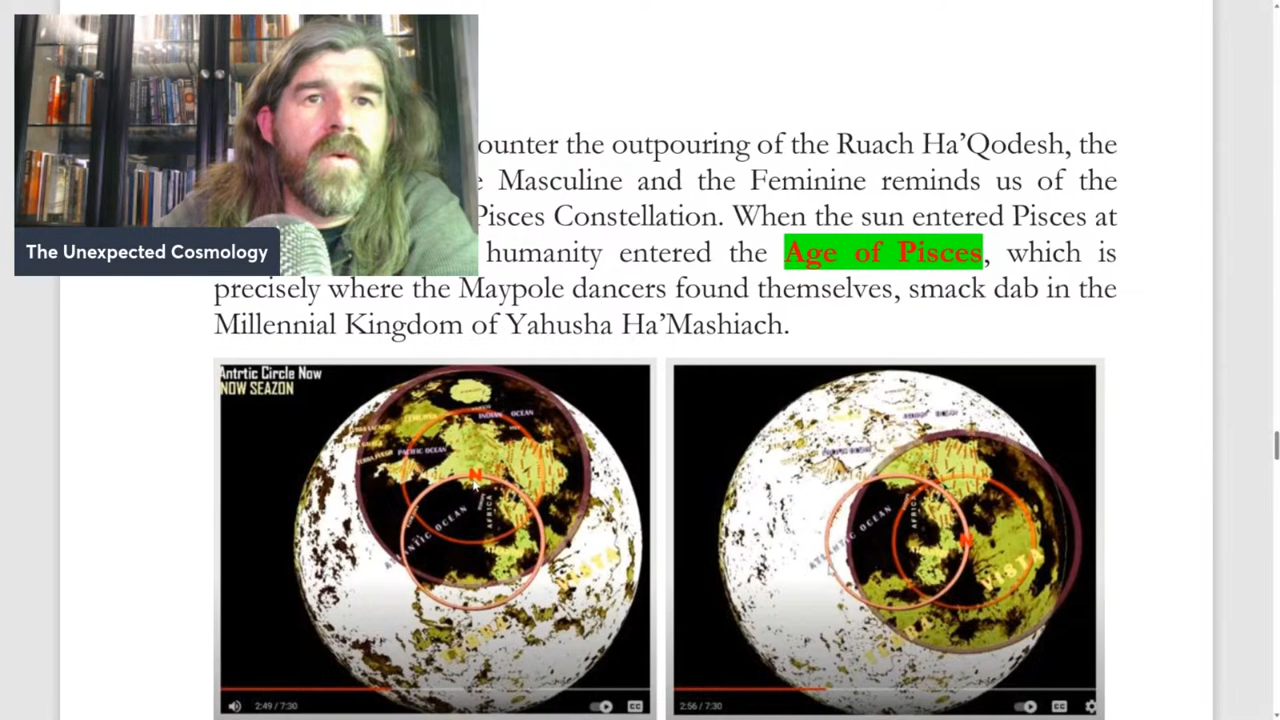 ounter the outpouring of the Ruach Ha’Qodesh, the
e Masculine and the Feminine reminds us of the
Pisces Constellation. When the sun entered Pisces at
The Unexpected Cosmology
humanity entered the Age of Pisces, which is
precisely where the Maypole dancers found themselves, smack dab in the
Millennial Kingdom of Yahusha Ha’Mashiach.
Antrtic Circle Now
NOW SEAZON
INDIAN OCEAN
PACIFIC OCEAN
N
AFRICA
ATLANTIC OCEAN
VISTA
2:49 / 7:30
CC
AFRICA
ATLANTIC OCEAN
N
VISTA
2:56 / 7:30
CC